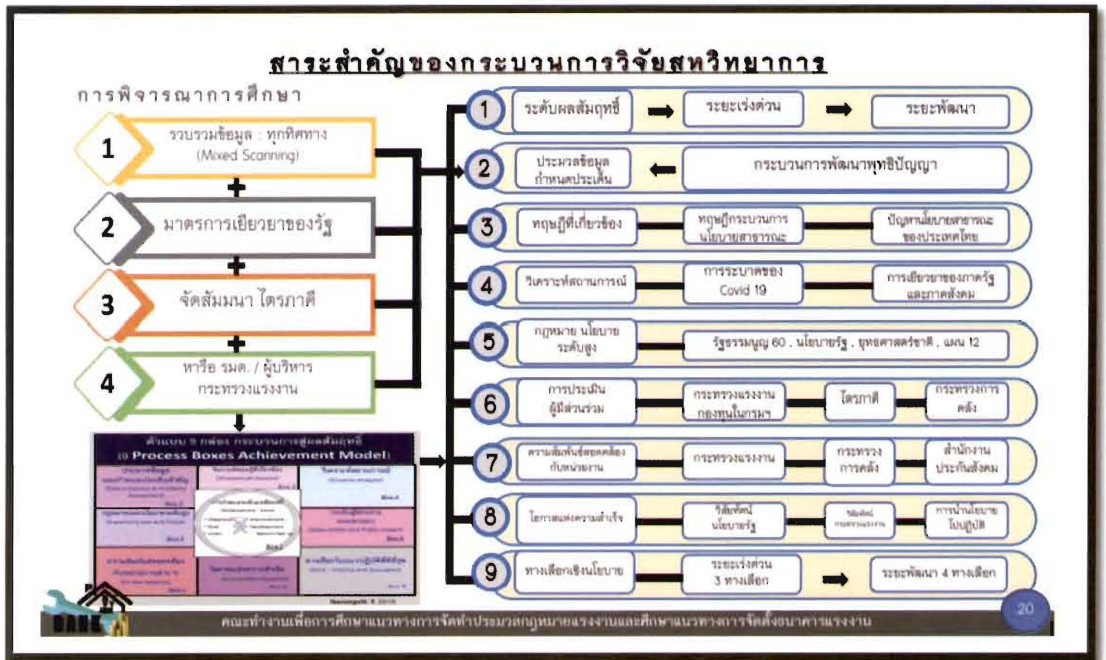 สาระสำคัญของกระบวนการวิจัยสหวิทยาการ
การพิจารณาการศึกษา
1
รวบรวมข้อมูล : ทุกทิศทาง
(Mixed Scanning)
2
มาตรการเยียวยาของรัฐ
3
จัดสัมมนา ไตรภาคี
4
หารือ รมต. / ผู้บริหาร
กระทรวงแรงงาน
ตัวแบบ 9 กล่อง กระบวนการสู่ผลสัมฤทธิ์
(9 Process Boxes Achievement Model)
1
ระดับผลสัมฤทธิ์
ระยะเร่งด่วน
ระยะพัฒนา
2
ประมวลข้อมูล
กำหนดประเด็น
กระบวนการพัฒนาพุทธิปัญญา
3
ทฤษฎีที่เกี่ยวข้อง
ทฤษฎีกระบวนการ
นโยบายสาธารณะ
ปัญหานโยบายสาธารณะ
ของประเทศไทย
4
วิเคราะห์สถานการณ์
การระบาดของ
Covid 19
การเยียวยาของภาครัฐ
และภาคสังคม
5
กฎหมาย นโยบาย
ระดับสูง
รัฐธรรมนูญ 60 , นโยบายรัฐ , ยุทธศาสตร์ชาติ , แผน 12
6
การประเมิน
ผู้มีส่วนร่วม
กระทรวงแรงงาน
กองทุนในกรมฯ
ไตรภาคี
กระทรวงการ
คลัง
7
ความสัมพันธ์สอดคล้อง
กับหน่วยงาน
กระทรวงแรงงาน
กระทรวง
การคลัง
สำนักงาน
ประกันสังคม
8
โอกาสแห่งความสำเร็จ
วิสัยทัศน์
นโยบายรัฐ
วิสัยทัศน์
กระทรวงแรงงาน
การนำนโยบาย
ไปปฏิบัติ
9
ทางเลือกเชิงนโยบาย
ระยะเร่งด่วน
3 ทางเลือก
ระยะพัฒนา 4 ทางเลือก
BANK
คณะทำงานเพื่อการศึกษาแนวทางการจัดทำประมวลกฎหมายแรงงานและศึกษาแนวทางการจัดตั้งธนาคารแรงงาน
20